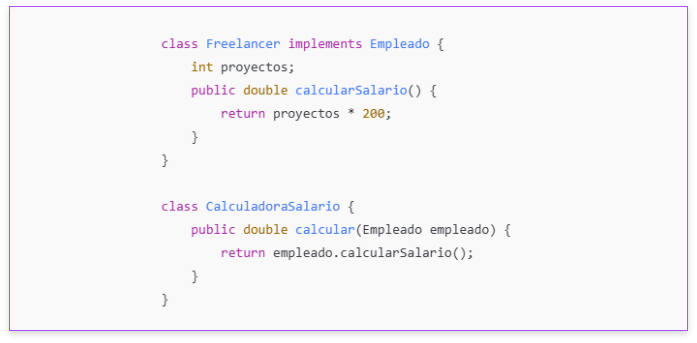 class Freelancer implements Empleado {
    int proyectos;
    public double calcularSalario() {
        return proyectos * 200;
    }
}

class CalculadoraSalario {
    public double calcular(Empleado empleado) {
        return empleado.calcularSalario();
    }
}